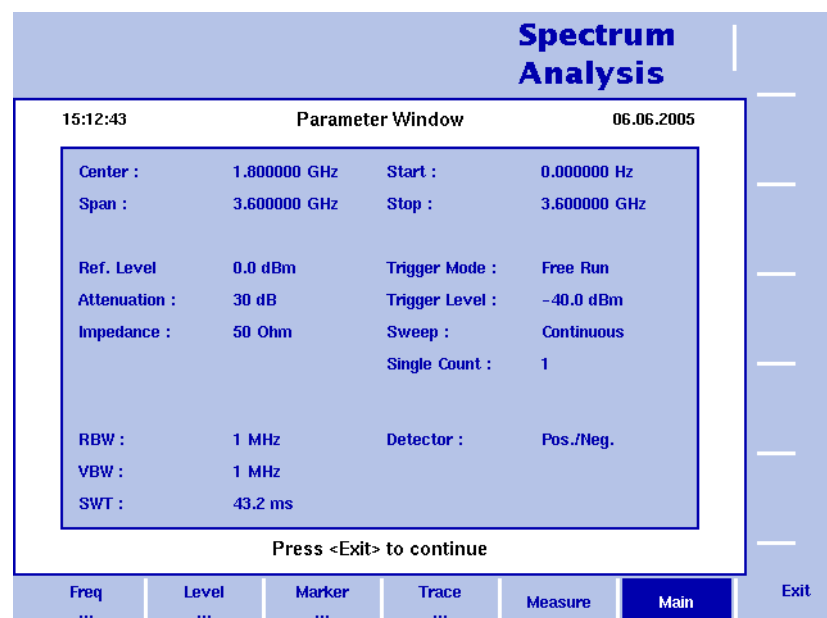 Spectrum
Analysis
15:12:43 Parameter Window 06.06.2005
Center : 1.800000 GHz Start : 0.000000 Hz
Span : 3.600000 GHz Stop : 3.600000 GHz
Ref. Level 0.0 dBm Trigger Mode : Free Run
Attenuation : 30 dB Trigger Level : -40.0 dBm
Impedance : 50 Ohm Sweep : Continuous
Single Count : 1
RBW : 1 MHz Detector : Pos./Neg.
VBW : 1 MHz
SWT : 43.2 ms
Press <Exit> to continue
Freq Level Marker Trace Measure Main Exit
... ... ... ...